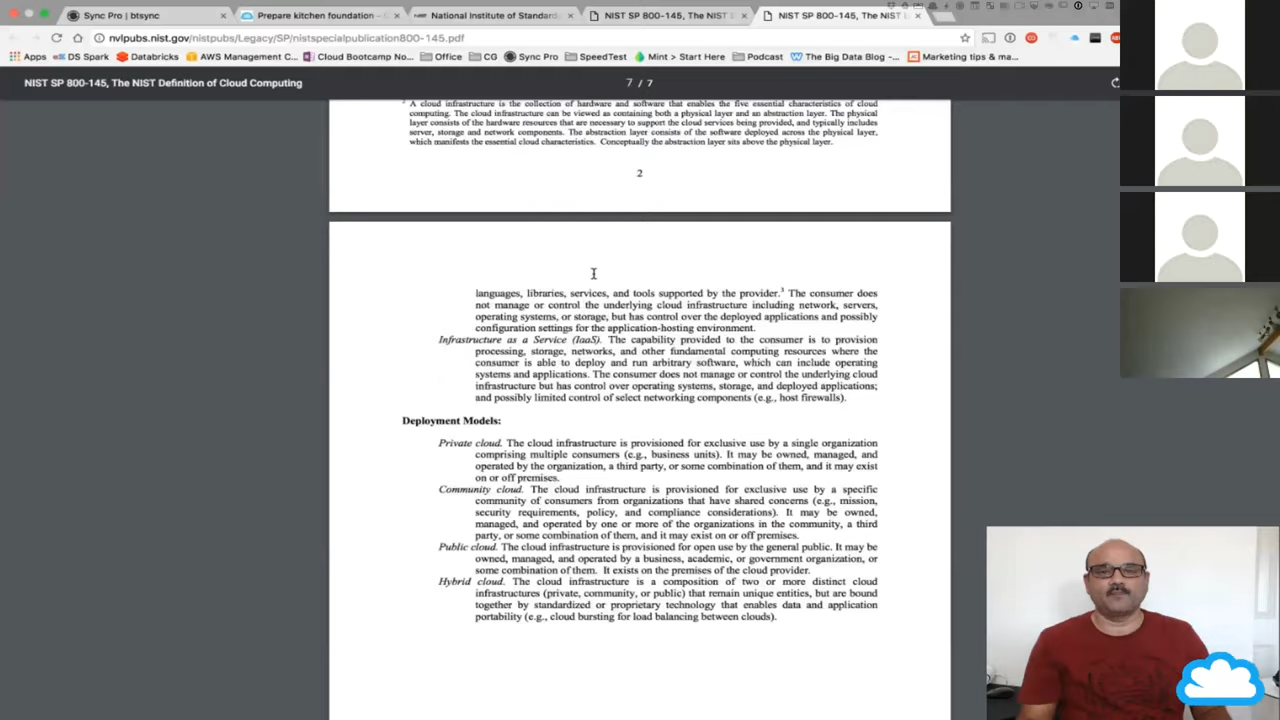 Sync Pro | btsync
Prepare kitchen foundation -
National Institute of Standard
NIST SP 800-145, The NIST D
NIST SP 800-145, The NIST D
nvlpubs.nist.gov/nistpubs/Legacy/SP/nistspecialpublication800-145.pdf
Apps DS Spark Databricks AWS Management C... Cloud Bootcamp No... Office CG Sync Pro SpeedTest Mint > Start Here Podcast The Big Data Blog -... Marketing tips & ma...
NIST SP 800-145, The NIST Definition of Cloud Computing
7 / 7
A cloud infrastructure is the collection of hardware and software that enables the five essential characteristics of cloud
computing. The cloud infrastructure can be viewed as containing both a physical layer and an abstraction layer. The physical
layer consists of the hardware resources that are necessary to support the cloud services being provided, and typically includes
server, storage and network components. The abstraction layer consists of the software deployed across the physical layer,
which manifests the essential cloud characteristics. Conceptually the abstraction layer sits above the physical layer.
2
languages, libraries, services, and tools supported by the provider.3 The consumer does
not manage or control the underlying cloud infrastructure including network, servers,
operating systems, or storage, but has control over the deployed applications and possibly
configuration settings for the application-hosting environment.
Infrastructure as a Service (IaaS). The capability provided to the consumer is to provision
processing, storage, networks, and other fundamental computing resources where the
consumer is able to deploy and run arbitrary software, which can include operating
systems and applications. The consumer does not manage or control the underlying cloud
infrastructure but has control over operating systems, storage, and deployed applications;
and possibly limited control of select networking components (e.g., host firewalls).
Deployment Models:
Private cloud. The cloud infrastructure is provisioned for exclusive use by a single organization
comprising multiple consumers (e.g., business units). It may be owned, managed, and
operated by the organization, a third party, or some combination of them, and it may exist
on or off premises.
Community cloud. The cloud infrastructure is provisioned for exclusive use by a specific
community of consumers from organizations that have shared concerns (e.g., mission,
security requirements, policy, and compliance considerations). It may be owned,
managed, and operated by one or more of the organizations in the community, a third
party, or some combination of them, and it may exist on or off premises.
Public cloud. The cloud infrastructure is provisioned for open use by the general public. It may be
owned, managed, and operated by a business, academic, or government organization, or
some combination of them. It exists on the premises of the cloud provider.
Hybrid cloud. The cloud infrastructure is a composition of two or more distinct cloud
infrastructures (private, community, or public) that remain unique entities, but are bound
together by standardized or proprietary technology that enables data and application
portability (e.g., cloud bursting for load balancing between clouds).